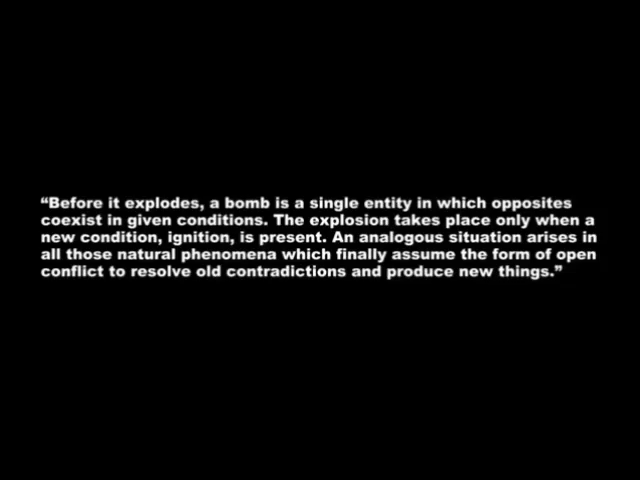 “Before it explodes, a bomb is a single entity in which opposites
coexist in given conditions. The explosion takes place only when a
new condition, ignition, is present. An analogous situation arises in
all those natural phenomena which finally assume the form of open
conflict to resolve old contradictions and produce new things.”